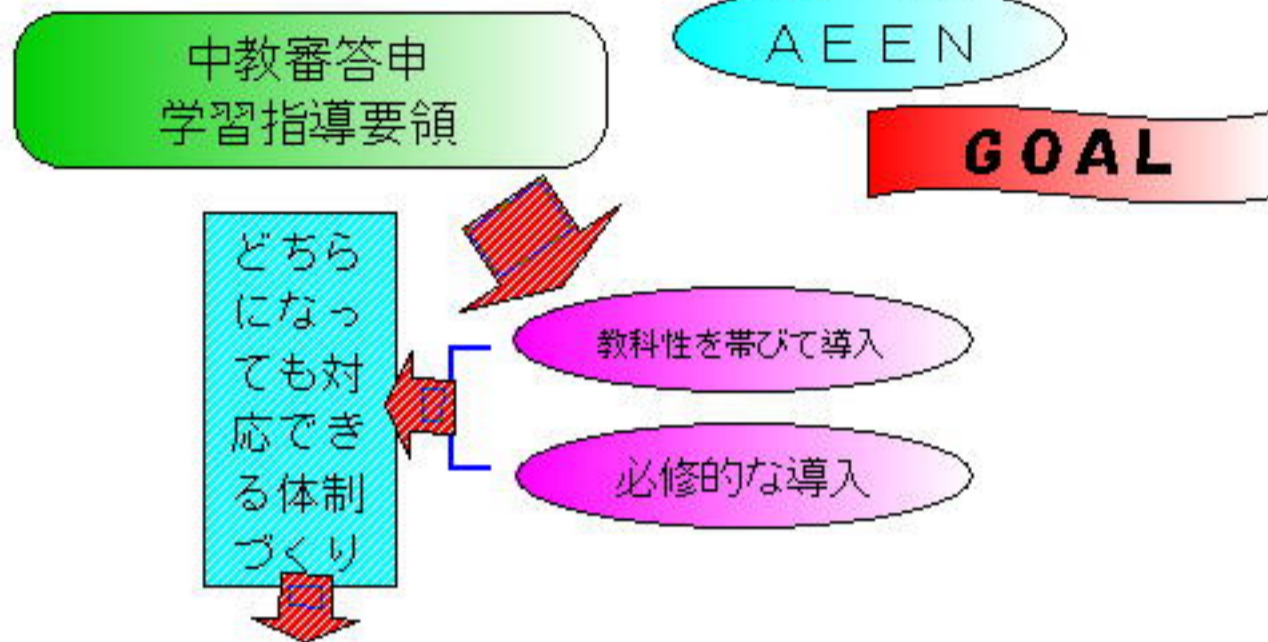 中教審答申
学習指導要領
ＡＥＥＮ
ＧＯＡＬ
どちら
になっ
ても対
応でき
る体制
づくり
教科性を帯びて導入
必修的な導入